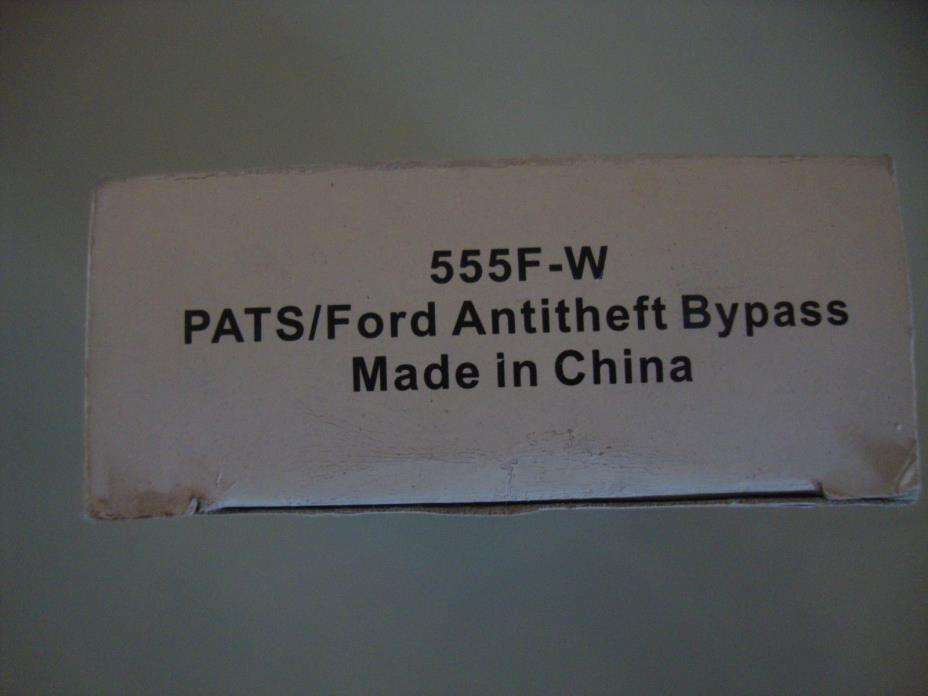 555F-W
PATS/Ford Antitheft Bypass
Made in China